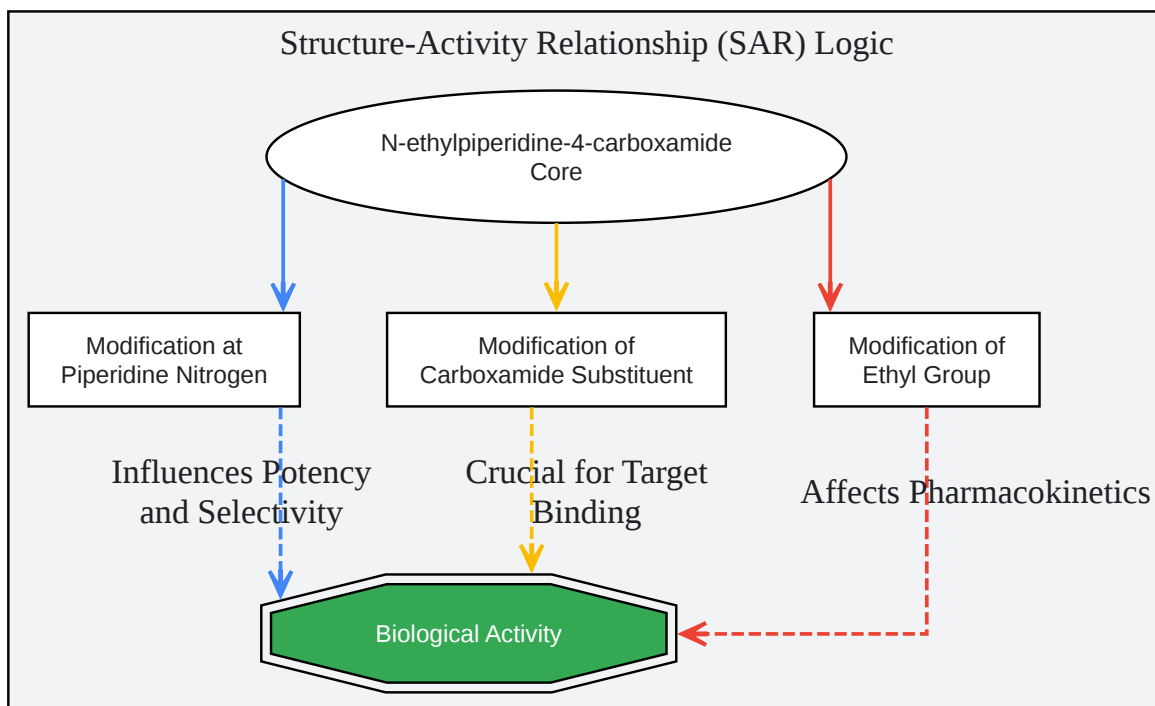 Structure-Activity Relationship (SAR) Logic
N-ethylpiperidine-4-carboxamide
Core
Modification at
Piperidine Nitrogen
Modification of
Carboxamide Substituent
Modification of
Ethyl Group
Influences Potency
and Selectivity
Crucial for Target
Binding
Affects Pharmacokinetics
Biological Activity